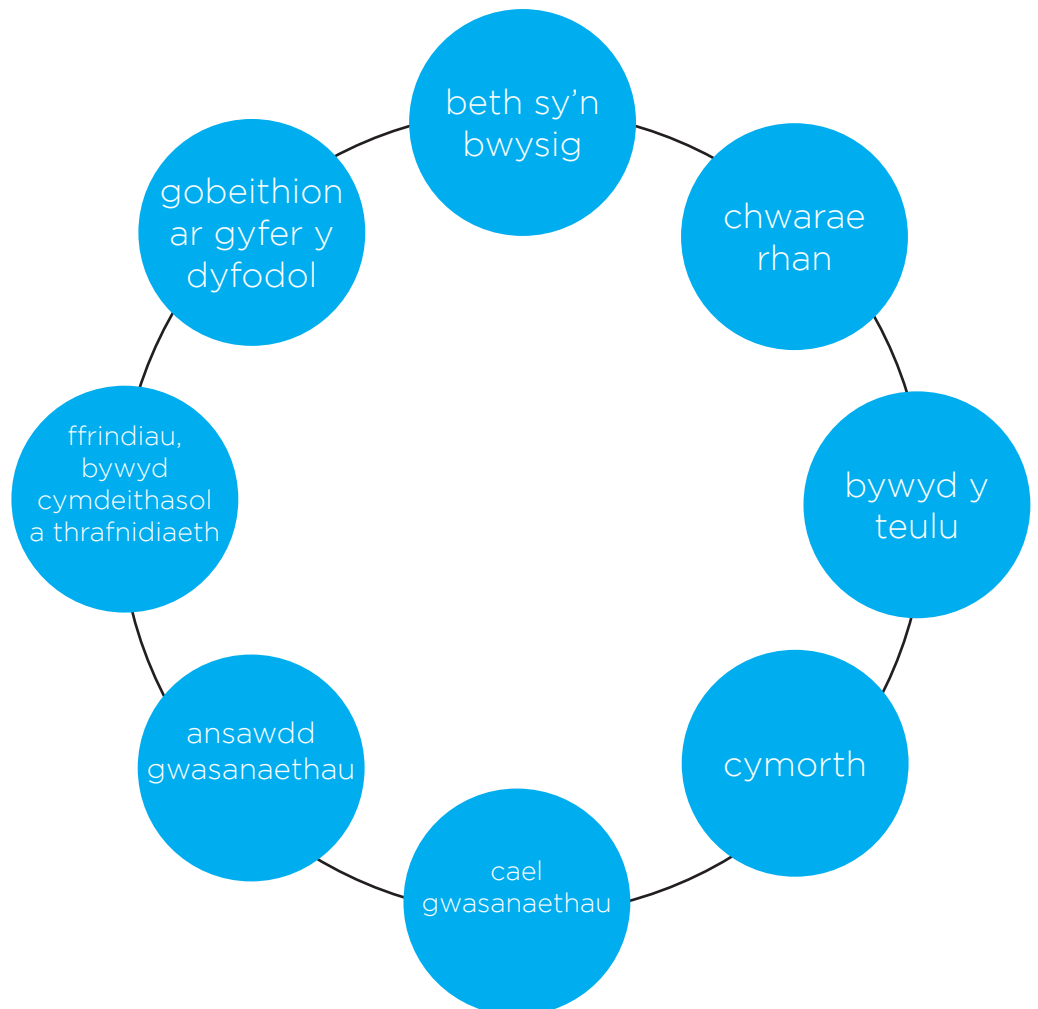 beth sy’n
bwysig
chwarae
rhan
bywyd y
teulu
cymorth
cael
gwasanaethau
ansawdd
gwasanaethau
ffrindiau,
bywyd
cymdeithasol
a thrafnidiaeth
gobeithion
ar gyfer y
dyfodol